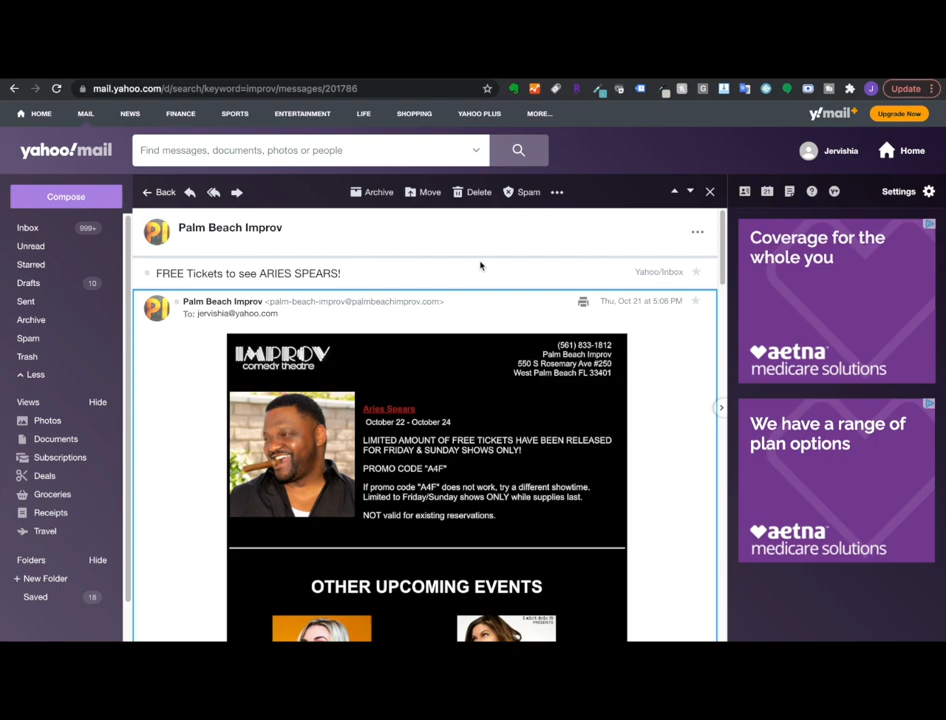 mail.yahoo.com/d/search/keyword=improv/messages/201786
J
Update
HOME
MAIL
NEWS
FINANCE
SPORTS
ENTERTAINMENT
LIFE
SHOPPING
YAHOO PLUS
MORE...
y!mail+
Upgrade Now
yahoo!mail
Find messages, documents, photos or people
Jervishia
Home
Compose
Back
Archive
Move
Delete
Spam
Settings
Inbox 999+
Unread
Starred
Drafts 10
Sent
Archive
Spam
Trash
Less
Views Hide
Photos
Documents
Subscriptions
Deals
Groceries
Receipts
Travel
Folders Hide
+ New Folder
Saved 18
Palm Beach Improv
FREE Tickets to see ARIES SPEARS!
Yahoo/Inbox
Palm Beach Improv <palm-beach-improv@palmbeachimprov.com>
Thu, Oct 21 at 5:06 PM
To: jervishia@yahoo.com
IMPROV
comedy theatre
(561) 833-1812
Palm Beach Improv
550 S Rosemary Ave #250
West Palm Beach FL 33401
Aries Spears
October 22 - October 24
LIMITED AMOUNT OF FREE TICKETS HAVE BEEN RELEASED
FOR FRIDAY & SUNDAY SHOWS ONLY!
PROMO CODE "A4F"
If promo code "A4F" does not work, try a different showtime.
Limited to Friday/Sunday shows ONLY while supplies last.
NOT valid for existing reservations.
OTHER UPCOMING EVENTS
PRESENTS
Coverage for the
whole you
aetna
medicare solutions
We have a range of
plan options
aetna
medicare solutions